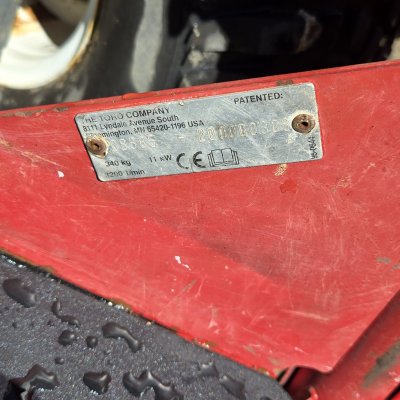 THE TORO COMPANY
PATENTED:
8111 Lyndale Avenue South
Bloomington, MN 55420-1196 USA
340 kg 11 kW CE
3200 1/min